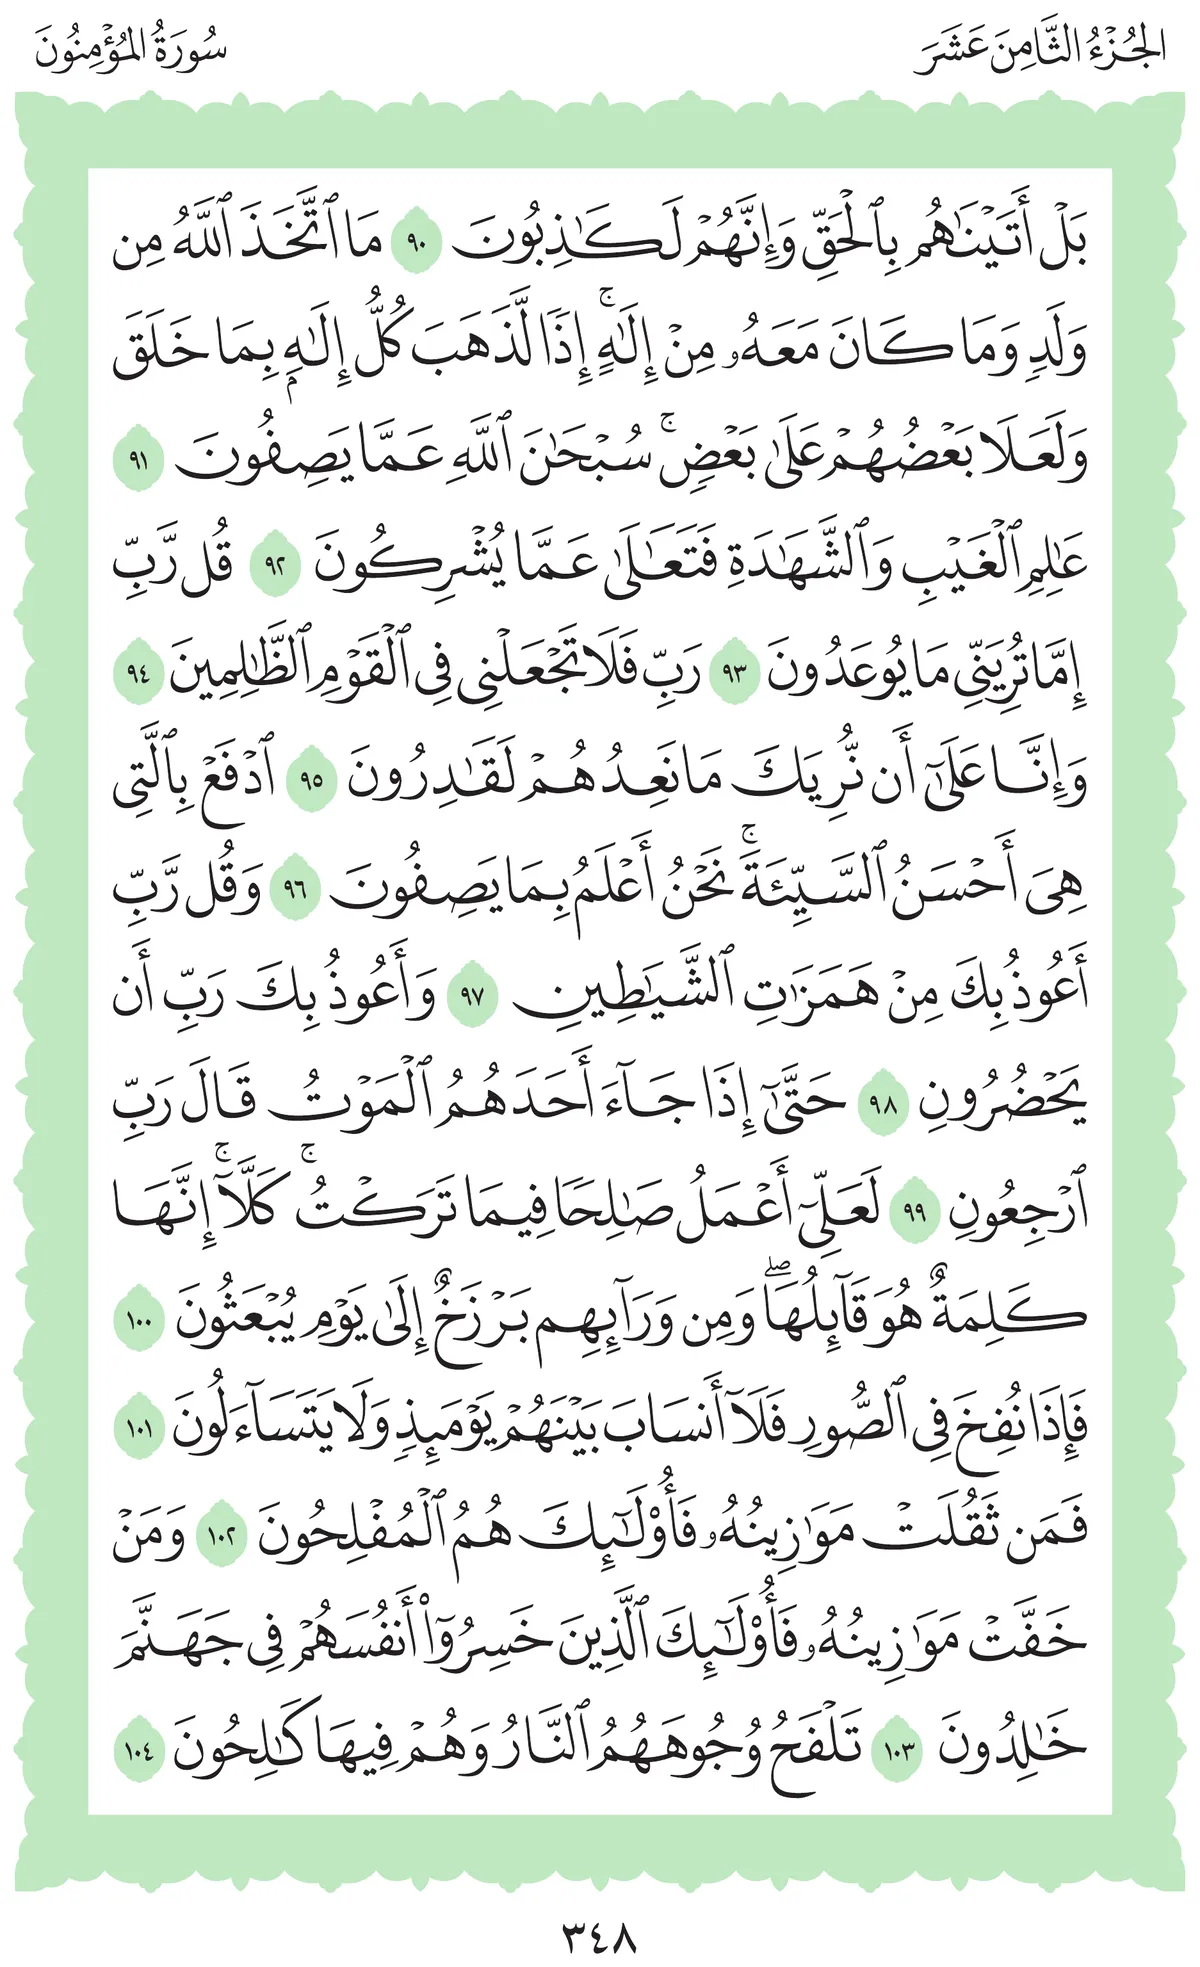 الجُزْءُ الثَّامِنَ عَشَرَ
سُورَةُ المُؤْمِنُونَ
بَلْ أَتَيْنَٰهُم بِٱلْحَقِّ وَإِنَّهُمْ لَكَٰذِبُونَ ٩٠ مَا ٱتَّخَذَ ٱللَّهُ مِن
وَلَدٍ وَمَا كَانَ مَعَهُۥ مِنْ إِلَٰهٍ ۚ إِذًا لَّذَهَبَ كُلُّ إِلَٰهٍۭ بِمَا خَلَقَ
وَلَعَلَا بَعْضُهُمْ عَلَىٰ بَعْضٍ ۚ سُبْحَٰنَ ٱللَّهِ عَمَّا يَصِفُونَ ٩١
عَٰلِمِ ٱلْغَيْبِ وَٱلشَّهَٰدَةِ فَتَعَٰلَىٰ عَمَّا يُشْرِكُونَ ٩٢ قُل رَّبِّ
إِمَّا تُرِيَنِّى مَا يُوعَدُونَ ٩٣ رَبِّ فَلَا تَجْعَلْنِى فِى ٱلْقَوْمِ ٱلظَّٰلِمِينَ ٩٤
وَإِنَّا عَلَىٰٓ أَن نُّرِيَكَ مَا نَعِدُهُمْ لَقَٰدِرُونَ ٩٥ ٱدْفَعْ بِٱلَّتِى
هِىَ أَحْسَنُ ٱلسَّيِّئَةَ ۚ نَحْنُ أَعْلَمُ بِمَا يَصِفُونَ ٩٦ وَقُل رَّبِّ
أَعُوذُ بِكَ مِنْ هَمَزَٰتِ ٱلشَّيَٰطِينِ ٩٧ وَأَعُوذُ بِكَ رَبِّ أَن
يَحْضُرُونِ ٩٨ حَتَّىٰٓ إِذَا جَآءَ أَحَدَهُمُ ٱلْمَوْتُ قَالَ رَبِّ
ٱرْجِعُونِ ٩٩ لَعَلِّىٓ أَعْمَلُ صَٰلِحًا فِيمَا تَرَكْتُ ۚ كَلَّآ ۚ إِنَّهَا
كَلِمَةٌ هُوَ قَآئِلُهَا ۖ وَمِن وَرَآئِهِم بَرْزَخٌ إِلَىٰ يَوْمِ يُبْعَثُونَ ١٠٠
فَإِذَا نُفِخَ فِى ٱلصُّورِ فَلَآ أَنسَابَ بَيْنَهُمْ يَوْمَئِذٍ وَلَا يَتَسَآءَلُونَ ١٠١
فَمَن ثَقُلَتْ مَوَٰزِينُهُۥ فَأُو۟لَٰٓئِكَ هُمُ ٱلْمُفْلِحُونَ ١٠٢ وَمَنْ
خَفَّتْ مَوَٰزِينُهُۥ فَأُو۟لَٰٓئِكَ ٱلَّذِينَ خَسِرُوٓا۟ أَنفُسَهُمْ فِى جَهَنَّمَ
خَٰلِدُونَ ١٠٣ تَلْفَحُ وُجُوهَهُمُ ٱلنَّارُ وَهُمْ فِيهَا كَٰلِحُونَ ١٠٤
٣٤٨